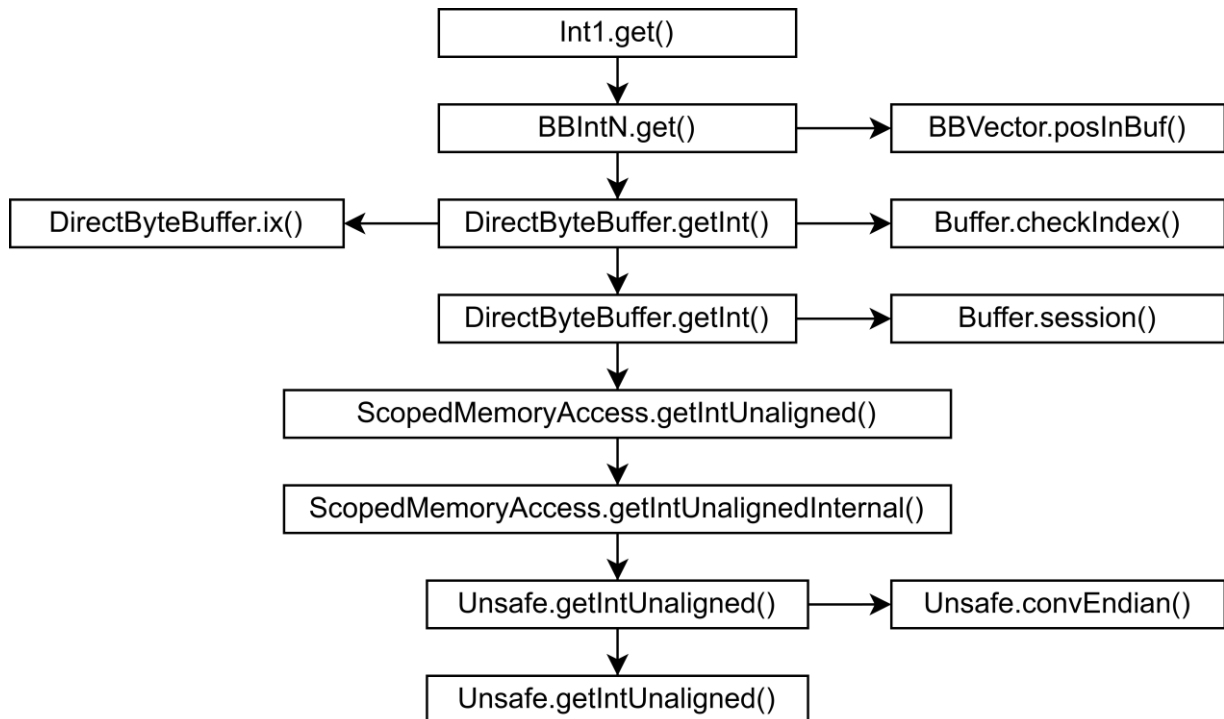 Int1.get()
BBIntN.get()
BBVector.posInBuf()
DirectByteBuffer.ix()
DirectByteBuffer.getInt()
Buffer.checkIndex()
DirectByteBuffer.getInt()
Buffer.session()
ScopedMemoryAccess.getIntUnaligned()
ScopedMemoryAccess.getIntUnalignedInternal()
Unsafe.getIntUnaligned()
Unsafe.convEndian()
Unsafe.getIntUnaligned()